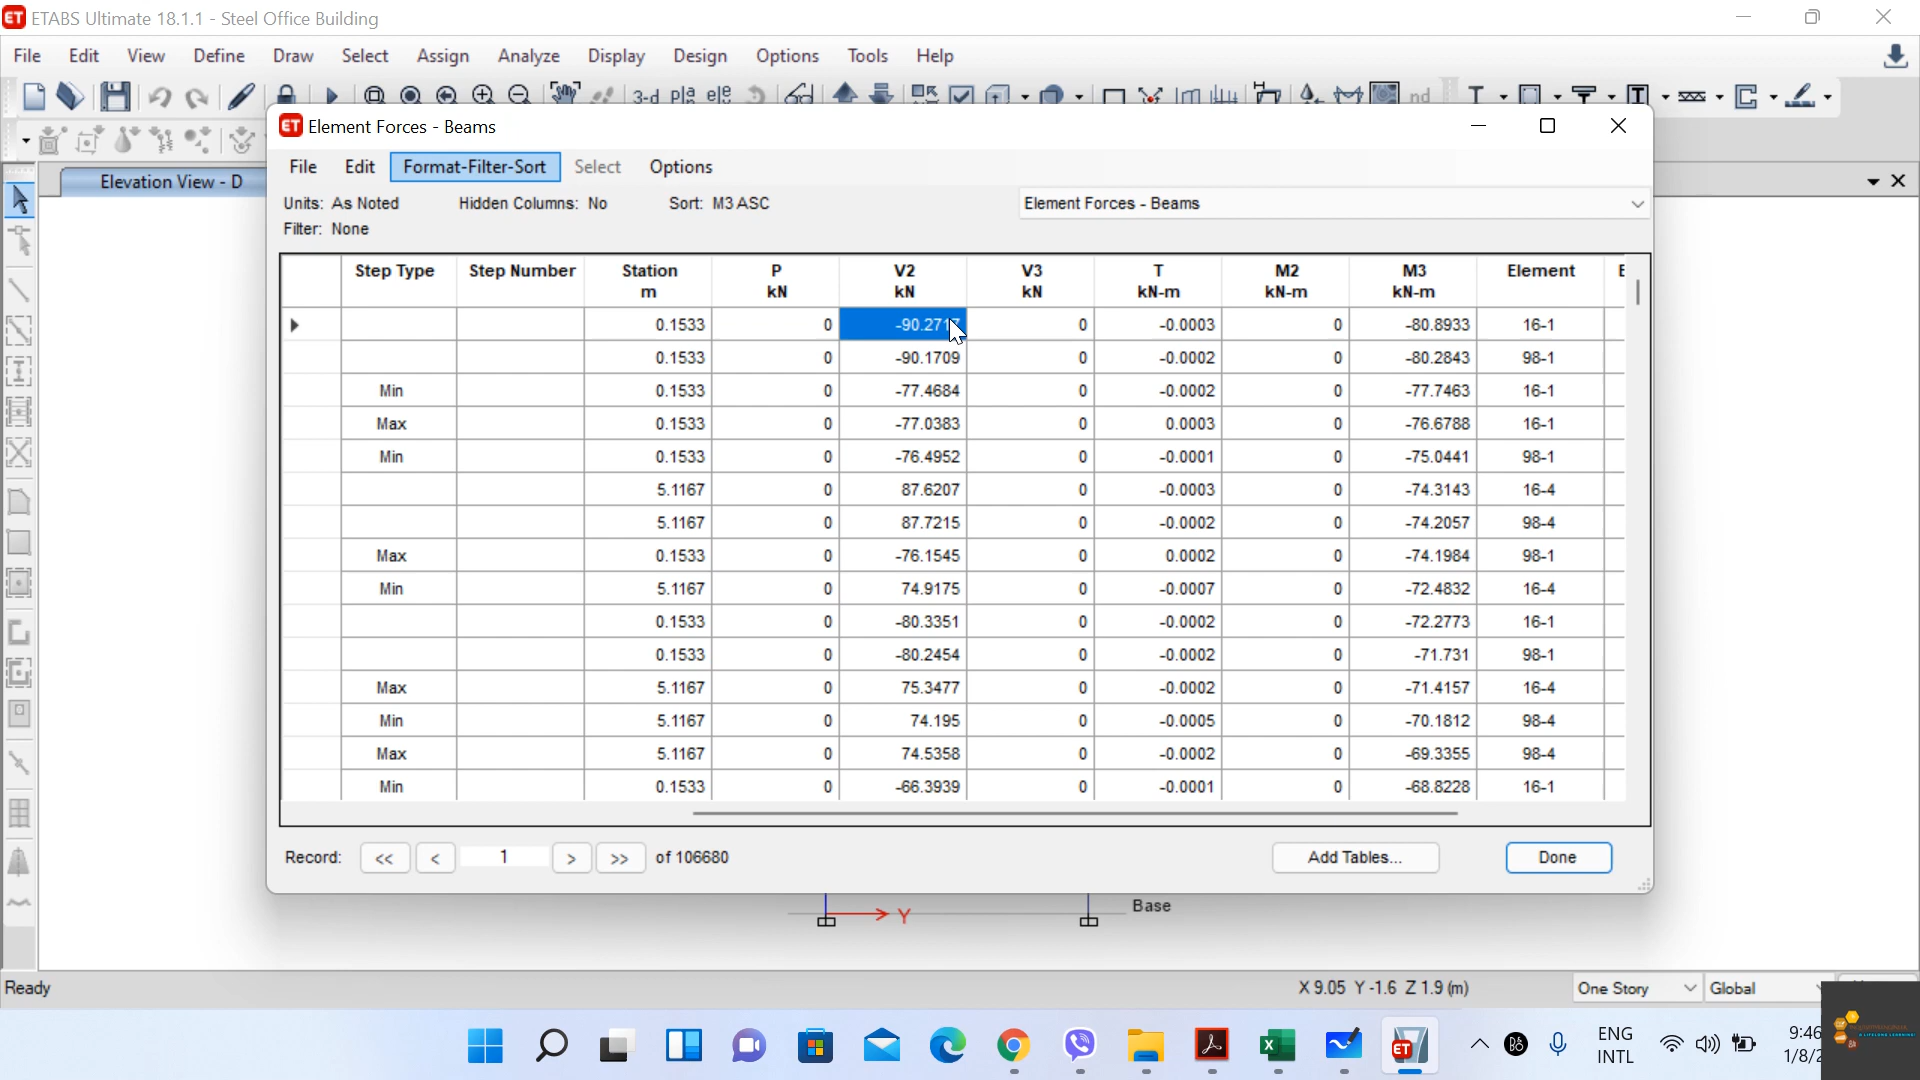 ETABS Ultimate 18.1.1 - Steel Office Building
File Edit View Define Draw Select Assign Analyze Display Design Options Tools Help
3-d pla ele nd
Element Forces - Beams
File Edit Format-Filter-Sort Select Options
Elevation View - D
Units: As Noted Hidden Columns: No Sort: M3 ASC Element Forces - Beams
Filter: None
Step Type Step Number Station P V2 V3 T M2 M3 Element E
m kN kN kN kN-m kN-m kN-m
0.1533 0 -90.2717 0 -0.0003 0 -80.8933 16-1
0.1533 0 -90.1709 0 -0.0002 0 -80.2843 98-1
Min 0.1533 0 -77.4684 0 -0.0002 0 -77.7463 16-1
Max 0.1533 0 -77.0383 0 0.0003 0 -76.6788 16-1
Min 0.1533 0 -76.4952 0 -0.0001 0 -75.0441 98-1
5.1167 0 87.6207 0 -0.0003 0 -74.3143 16-4
5.1167 0 87.7215 0 -0.0002 0 -74.2057 98-4
Max 0.1533 0 -76.1545 0 0.0002 0 -74.1984 98-1
Min 5.1167 0 74.9175 0 -0.0007 0 -72.4832 16-4
0.1533 0 -80.3351 0 -0.0002 0 -72.2773 16-1
0.1533 0 -80.2454 0 -0.0002 0 -71.731 98-1
Max 5.1167 0 75.3477 0 -0.0002 0 -71.4157 16-4
Min 5.1167 0 74.195 0 -0.0005 0 -70.1812 98-4
Max 5.1167 0 74.5358 0 -0.0002 0 -69.3355 98-4
Min 0.1533 0 -66.3939 0 -0.0001 0 -68.8228 16-1
Record: << < 1 > >> of 106680 Add Tables... Done
Y Base
Ready X 9.05 Y -1.6 Z 1.9 (m) One Story Global
ENG 9:46
INTL 1/8/2